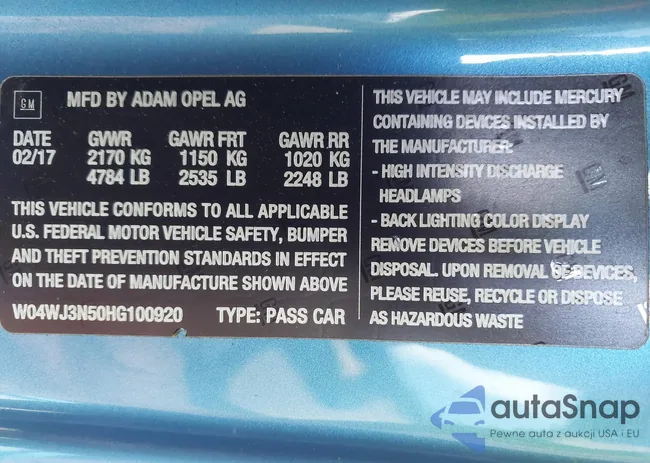 GM
MFD BY ADAM OPEL AG
DATE GVWR GAWR FRT GAWR RR
02/17 2170 KG 1150 KG 1020 KG
4784 LB 2535 LB 2248 LB
THIS VEHICLE CONFORMS TO ALL APPLICABLE
U.S. FEDERAL MOTOR VEHICLE SAFETY, BUMPER
AND THEFT PREVENTION STANDARDS IN EFFECT
ON THE DATE OF MANUFACTURE SHOWN ABOVE
W04WJ3N50HG100920 TYPE: PASS CAR
THIS VEHICLE MAY INCLUDE MERCURY
CONTAINING DEVICES INSTALLED BY
THE MANUFACTURER:
- HIGH INTENSITY DISCHARGE
HEADLAMPS
- BACK LIGHTING COLOR DISPLAY
REMOVE DEVICES BEFORE VEHICLE
DISPOSAL. UPON REMOVAL OF DEVICES,
PLEASE REUSE, RECYCLE OR DISPOSE
AS HAZARDOUS WASTE
autaSnap
Pewne auta z aukcji USA i EU